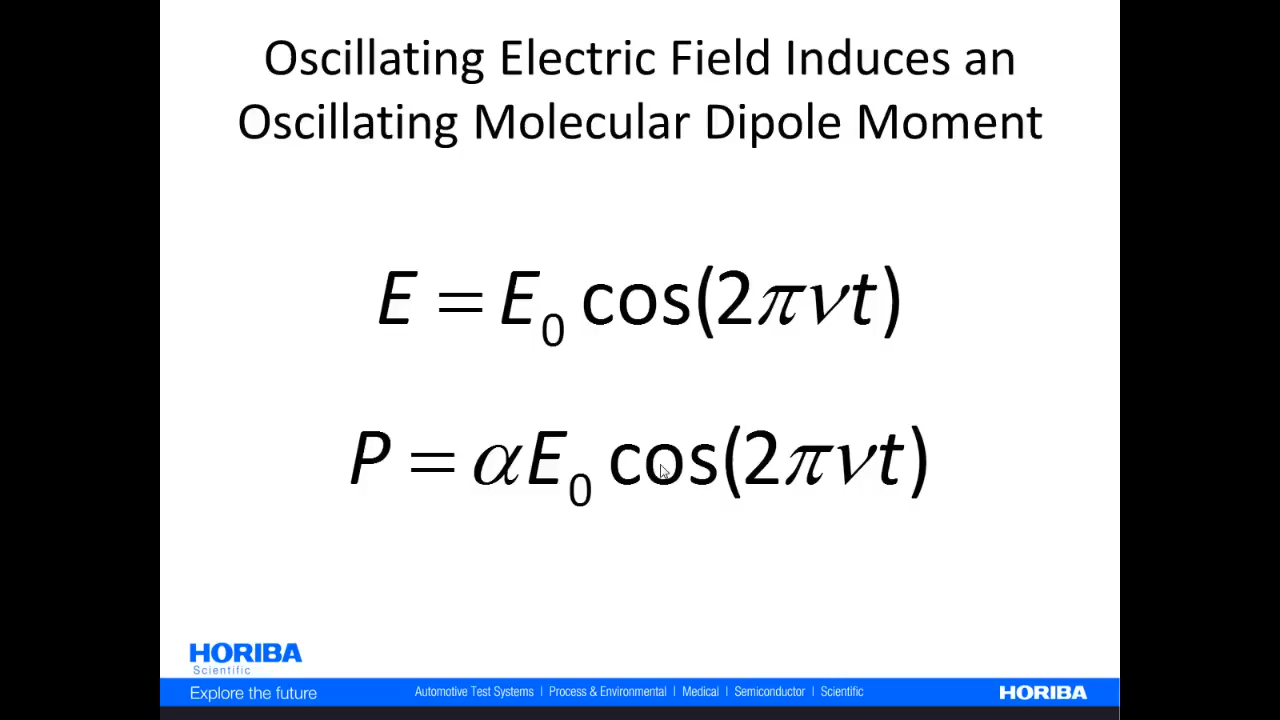 Oscillating Electric Field Induces an
Oscillating Molecular Dipole Moment
E = E₀ cos(2πνt)
P = αE₀ cos(2πνt)
HORIBA
Scientific
Explore the future
Automotive Test Systems | Process & Environmental | Medical | Semiconductor | Scientific
HORIBA